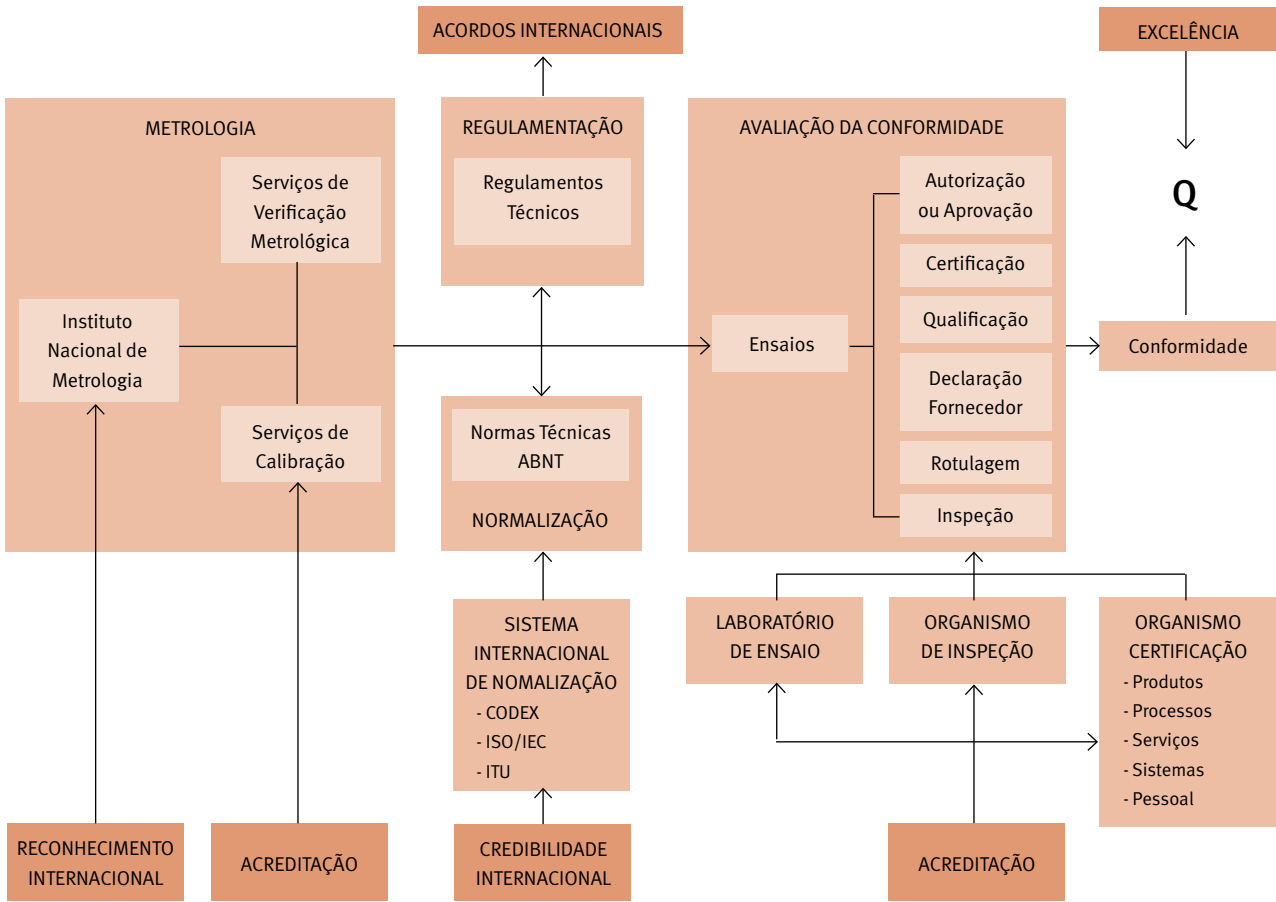 ACORDOS INTERNACIONAIS
EXCELÊNCIA
METROLOGIA
Serviços de
Verificação
Metrológica
Instituto
Nacional de
Metrologia
Serviços de
Calibração
REGULAMENTAÇÃO
Regulamentos
Técnicos
Normas Técnicas
ABNT
NORMALIZAÇÃO
AVALIAÇÃO DA CONFORMIDADE
Ensaios
Autorização
ou Aprovação
Certificação
Qualificação
Declaração
Fornecedor
Rotulagem
Inspeção
Q
Conformidade
SISTEMA
INTERNACIONAL
DE NOMALIZAÇÃO
- CODEX
- ISO/IEC
- ITU
LABORATÓRIO
DE ENSAIO
ORGANISMO
DE INSPEÇÃO
ORGANISMO
CERTIFICAÇÃO
- Produtos
- Processos
- Serviços
- Sistemas
- Pessoal
RECONHECIMENTO
INTERNACIONAL
ACREDITAÇÃO
CREDIBILIDADE
INTERNACIONAL
ACREDITAÇÃO